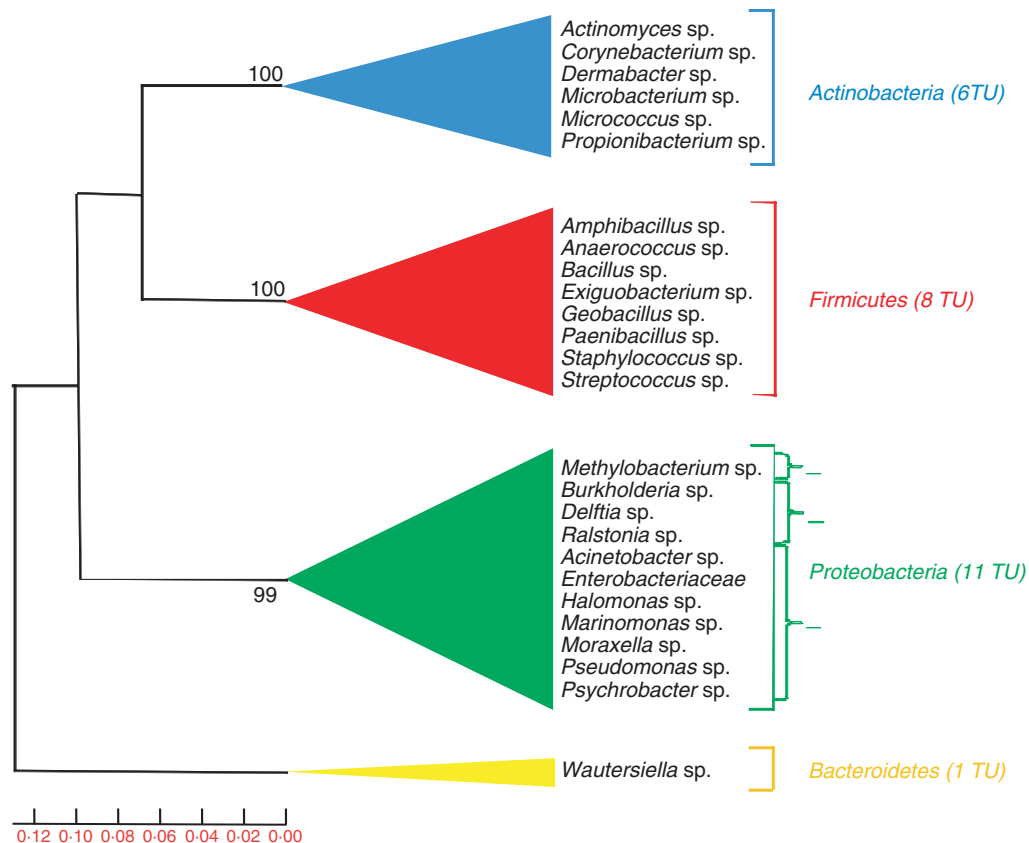 100
Actinomyces sp.
Corynebacterium sp.
Dermabacter sp.
Microbacterium sp.
Micrococcus sp.
Propionibacterium sp.
Actinobacteria (6TU)
100
Amphibacillus sp.
Anaerococcus sp.
Bacillus sp.
Exiguobacterium sp.
Geobacillus sp.
Paenibacillus sp.
Staphylococcus sp.
Streptococcus sp.
Firmicutes (8 TU)
99
Methylobacterium sp.
Burkholderia sp.
Delftia sp.
Ralstonia sp.
Acinetobacter sp.
Enterobacteriaceae
Halomonas sp.
Marinomonas sp.
Moraxella sp.
Pseudomonas sp.
Psychrobacter sp.
Proteobacteria (11 TU)
Wautersiella sp.
Bacteroidetes (1 TU)
0·12 0·10 0·08 0·06 0·04 0·02 0·00